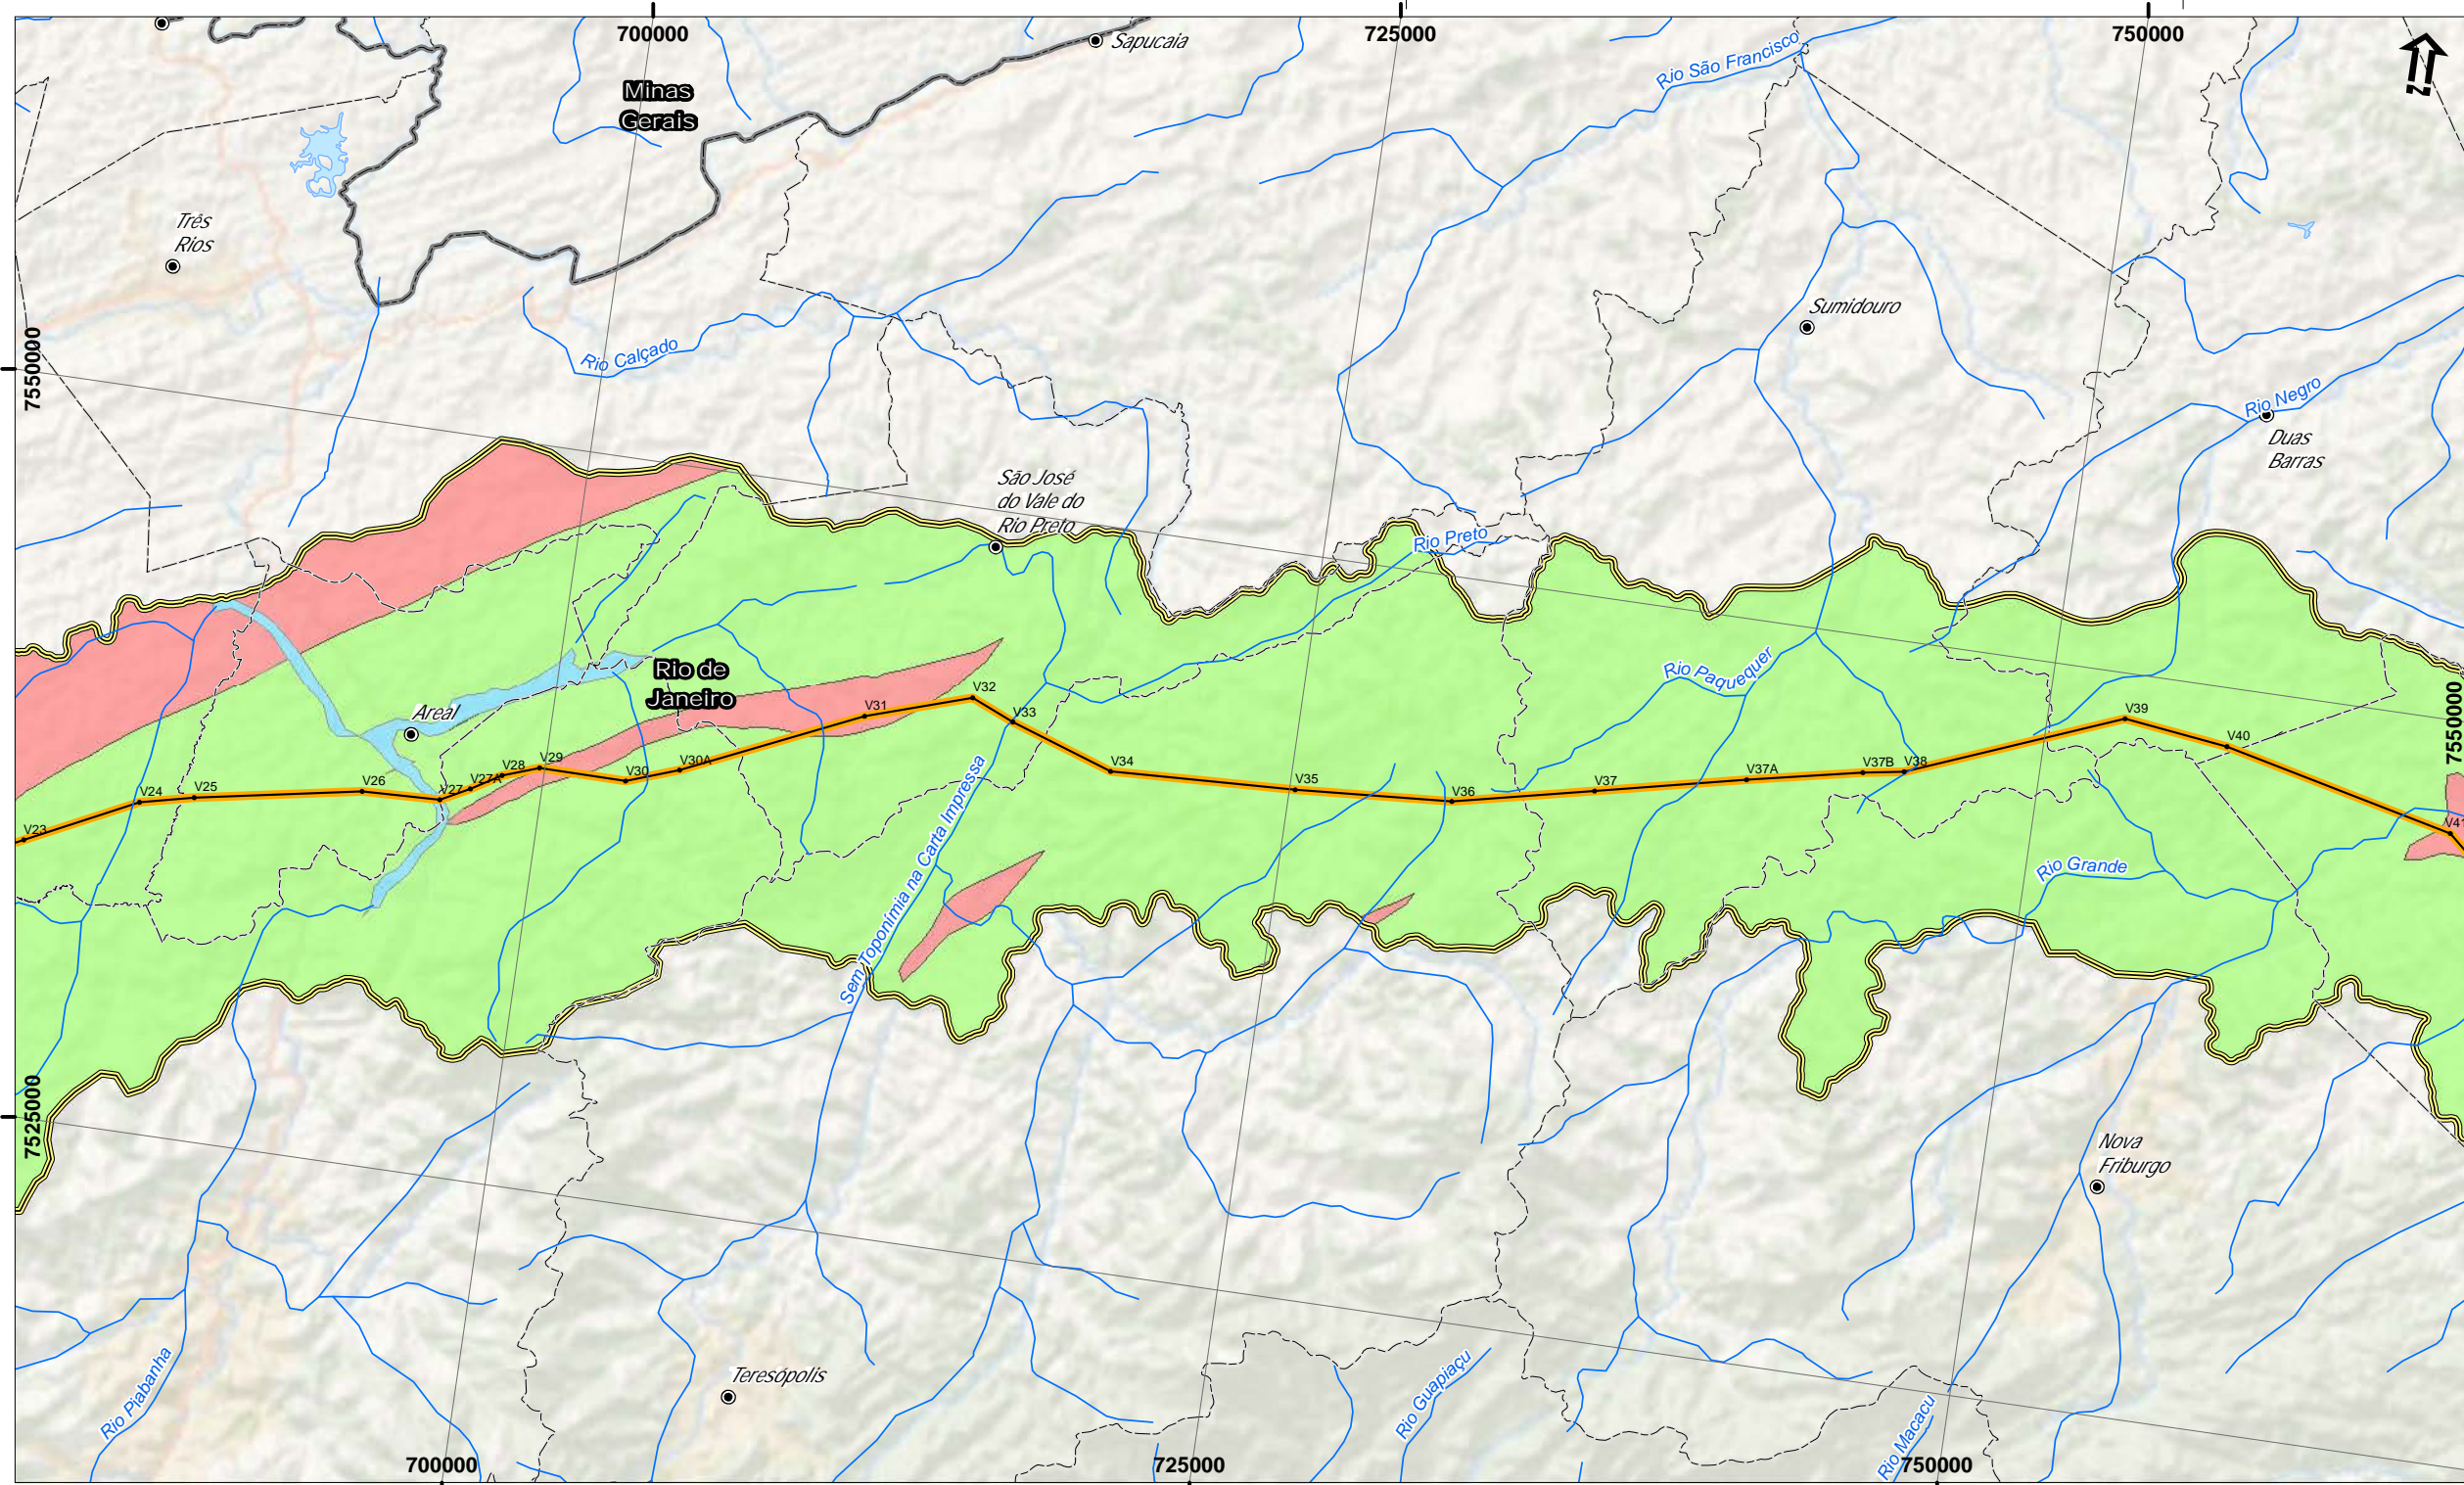 700000
725000
750000
Sapucaia
Rio São Francisco
Minas
Gerais
Três
Rios
Sumidouro
7550000
Rio Calçado
Rio Negro
Duas
Barras
São José
do Vale do
Rio Preto
Rio Preto
Rio de
Janeiro
Rio Paquequer
Areal
V23
V24
V25
V26
V27
V27A
V28
V29
V30
V30A
V31
V32
V33
V34
V35
V36
V37
V37A
V37B
V38
V39
V40
V41
7550000
Sem Toponímia na Carta Impressa
Rio Grande
7525000
Nova
Friburgo
Teresópolis
Rio Piabanha
Rio Guapiaçu
Rio Macacu
700000
725000
750000